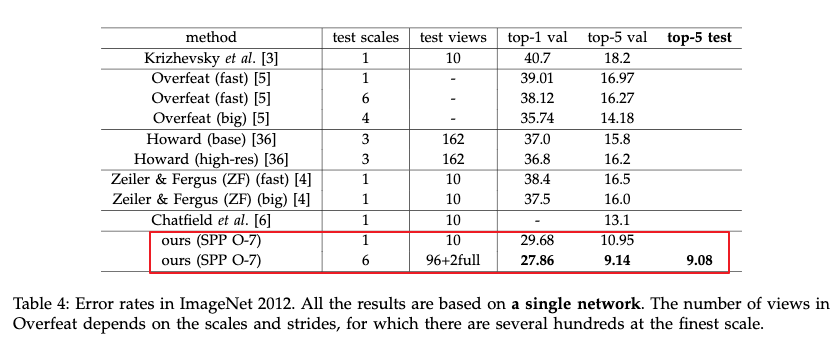 method test scales test views top-1 val top-5 val top-5 test
Krizhevsky et al. [3] 1 10 40.7 18.2
Overfeat (fast) [5] 1 - 39.01 16.97
Overfeat (fast) [5] 6 - 38.12 16.27
Overfeat (big) [5] 4 - 35.74 14.18
Howard (base) [36] 3 162 37.0 15.8
Howard (high-res) [36] 3 162 36.8 16.2
Zeiler & Fergus (ZF) (fast) [4] 1 10 38.4 16.5
Zeiler & Fergus (ZF) (big) [4] 1 10 37.5 16.0
Chatfield et al. [6] 1 10 - 13.1
ours (SPP O-7) 1 10 29.68 10.95
ours (SPP O-7) 6 96+2full 27.86 9.14 9.08
Table 4: Error rates in ImageNet 2012. All the results are based on a single network. The number of views in
Overfeat depends on the scales and strides, for which there are several hundreds at the finest scale.